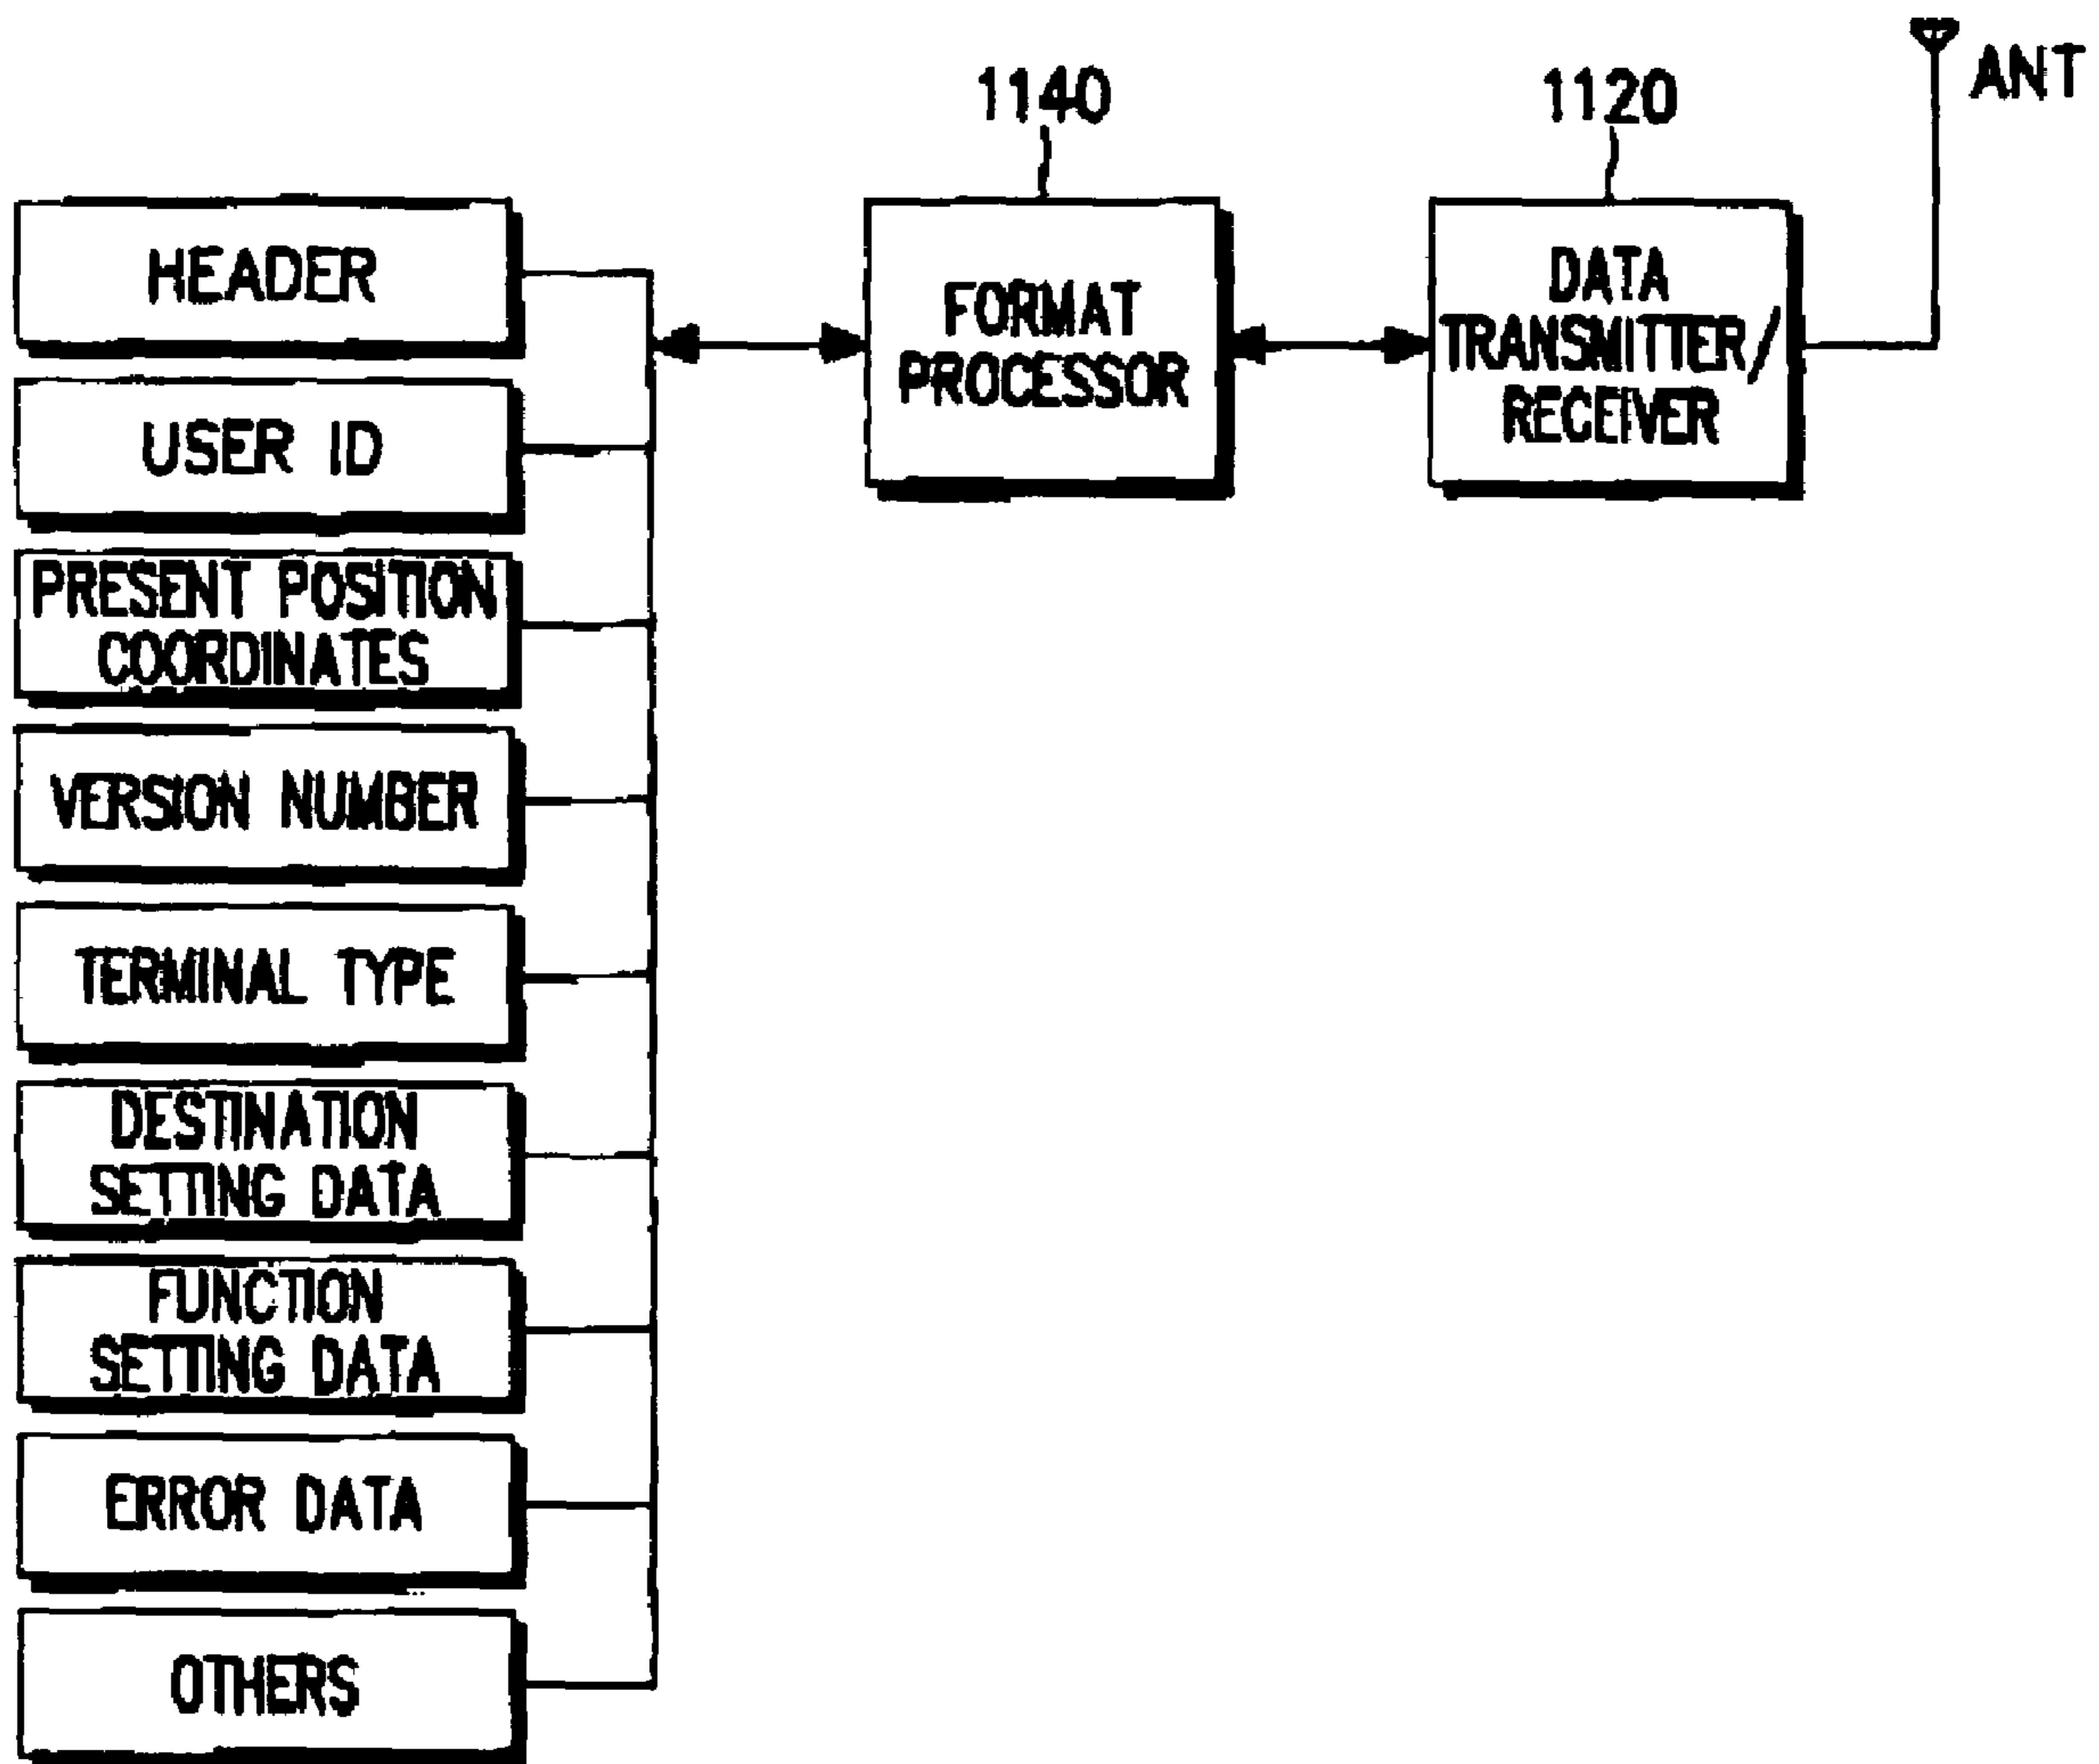 ANT
1140
1120
HEADER
FORMAT
PROCESSOR
DATA
TRANSMITTER/
RECEIVER
USER ID
PRESENT POSITION
COORDINATES
VERSION NUMBER
TERMINAL TYPE
DESTINATION
SETTING DATA
FUNCTION
SETTING DATA
ERROR DATA
OTHERS